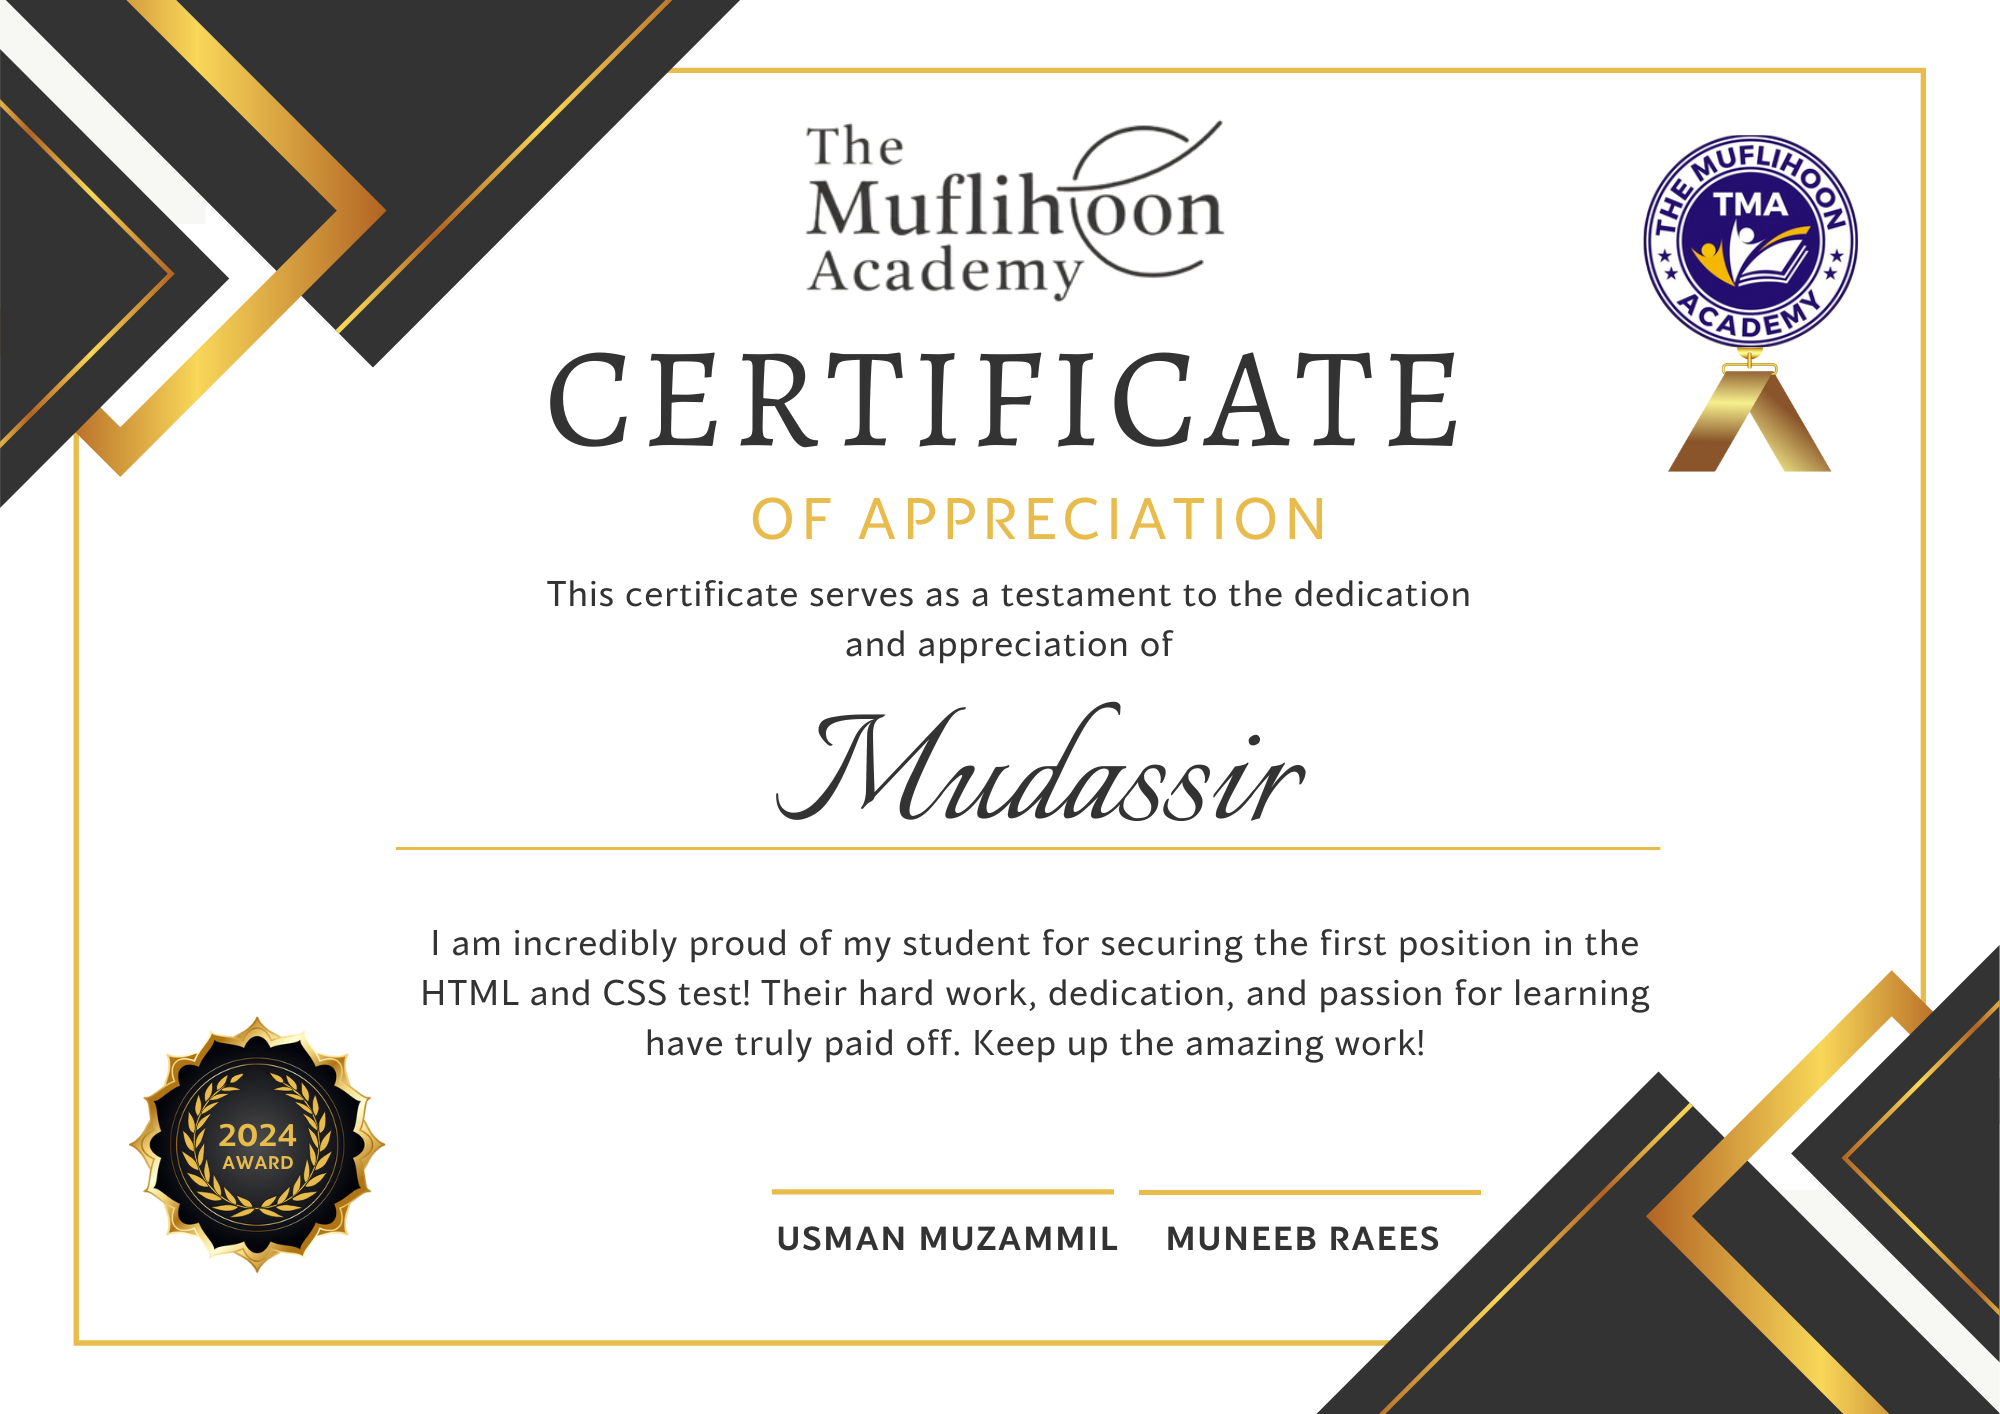 The
Muflihoon
Academy
THE MUFLIHOON
TMA
ACADEMY
CERTIFICATE
OF APPRECIATION
This certificate serves as a testament to the dedication
and appreciation of
Mudassir
I am incredibly proud of my student for securing the first position in the
HTML and CSS test! Their hard work, dedication, and passion for learning
have truly paid off. Keep up the amazing work!
2024
AWARD
USMAN MUZAMMIL
MUNEEB RAEES